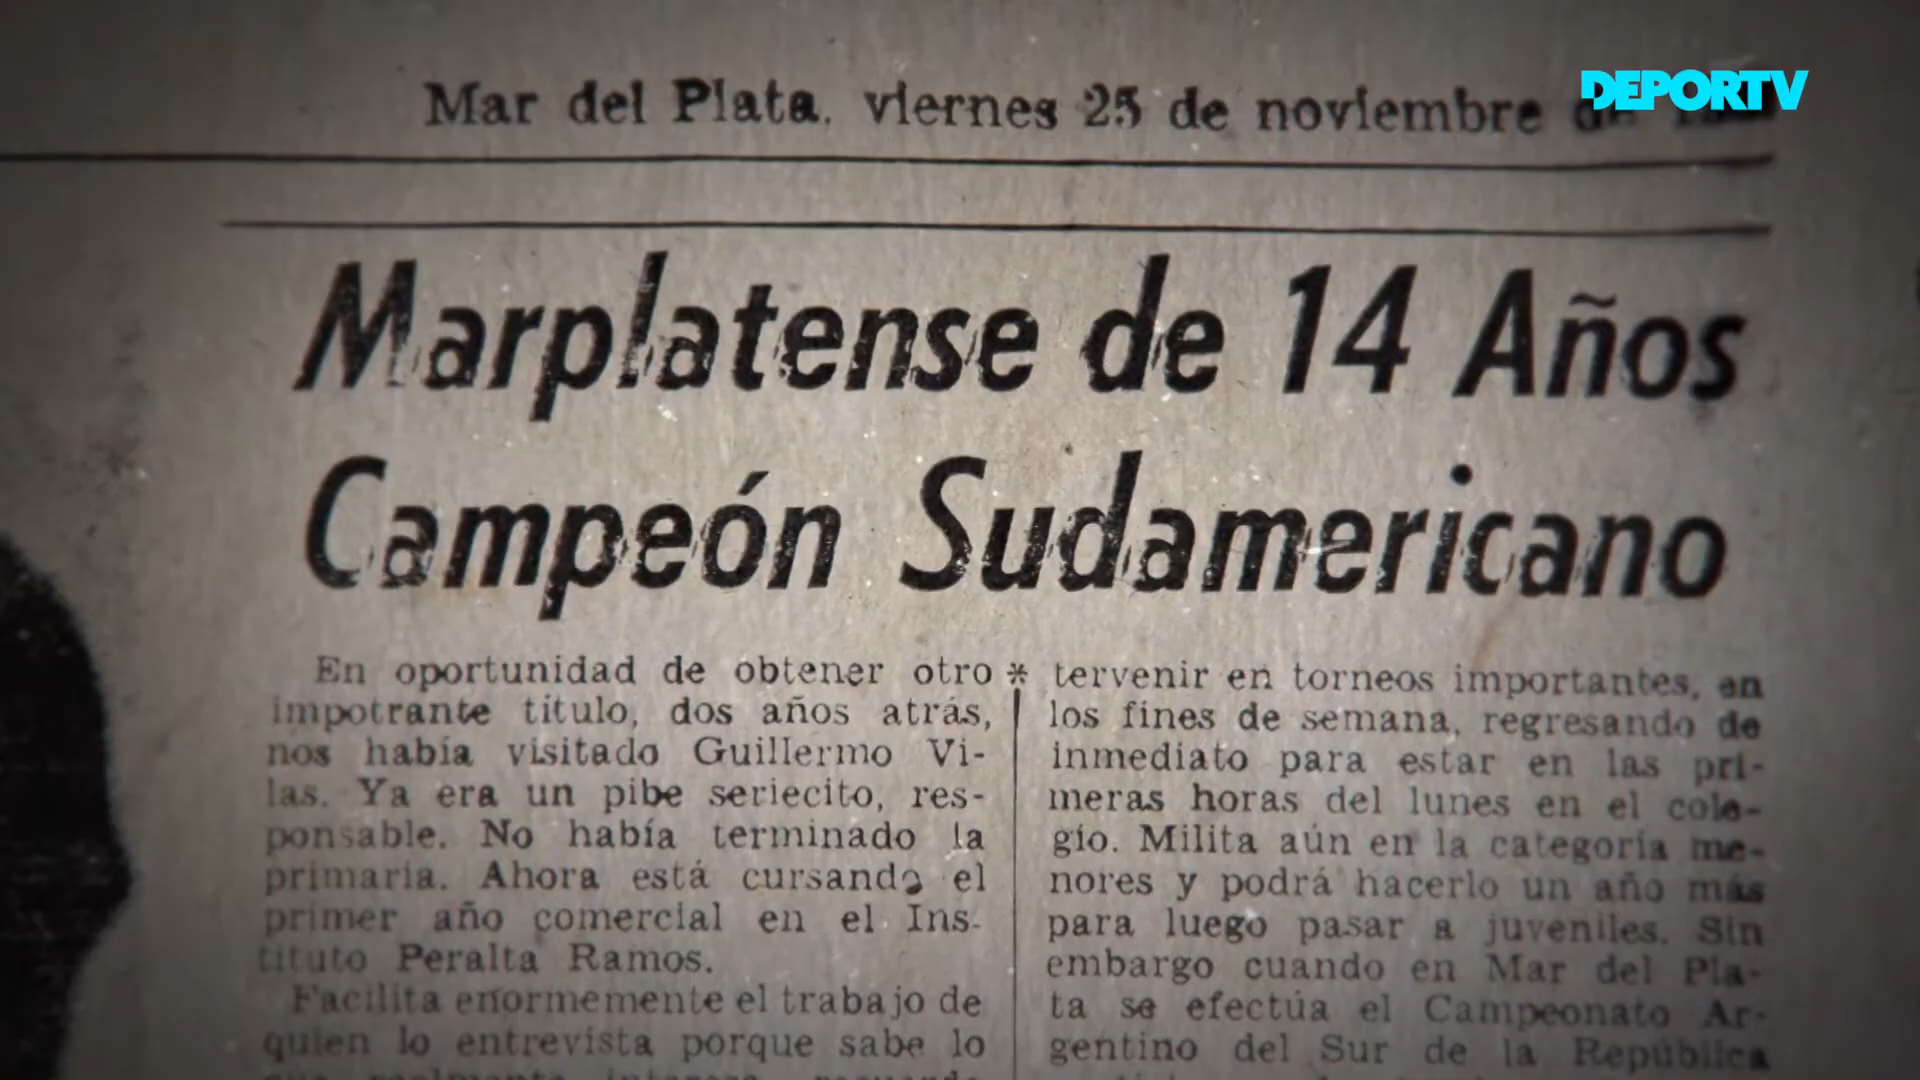 DEPORTV
Mar del Plata, viernes 25 de noviembre de
Marplatense de 14 Años
Campeón Sudamericano
En oportunidad de obtener otro
impotrante título, dos años atrás,
nos había visitado Guillermo Vi-
las. Ya era un pibe seriecito, res-
ponsable. No había terminado la
primaria. Ahora está cursando el
primer año comercial en el Ins-
tituto Peralta Ramos.
Facilita enormemente el trabajo de
quien lo entrevista porque sabe lo
*
tervenir en torneos importantes, en
los fines de semana, regresando de
inmediato para estar en las pri-
meras horas del lunes en el cole-
gio. Milita aún en la categoría me-
nores y podrá hacerlo un año más
para luego pasar a juveniles. Sin
embargo cuando en Mar del Pla-
ta se efectúa el Campeonato Ar-
gentino del Sur de la República